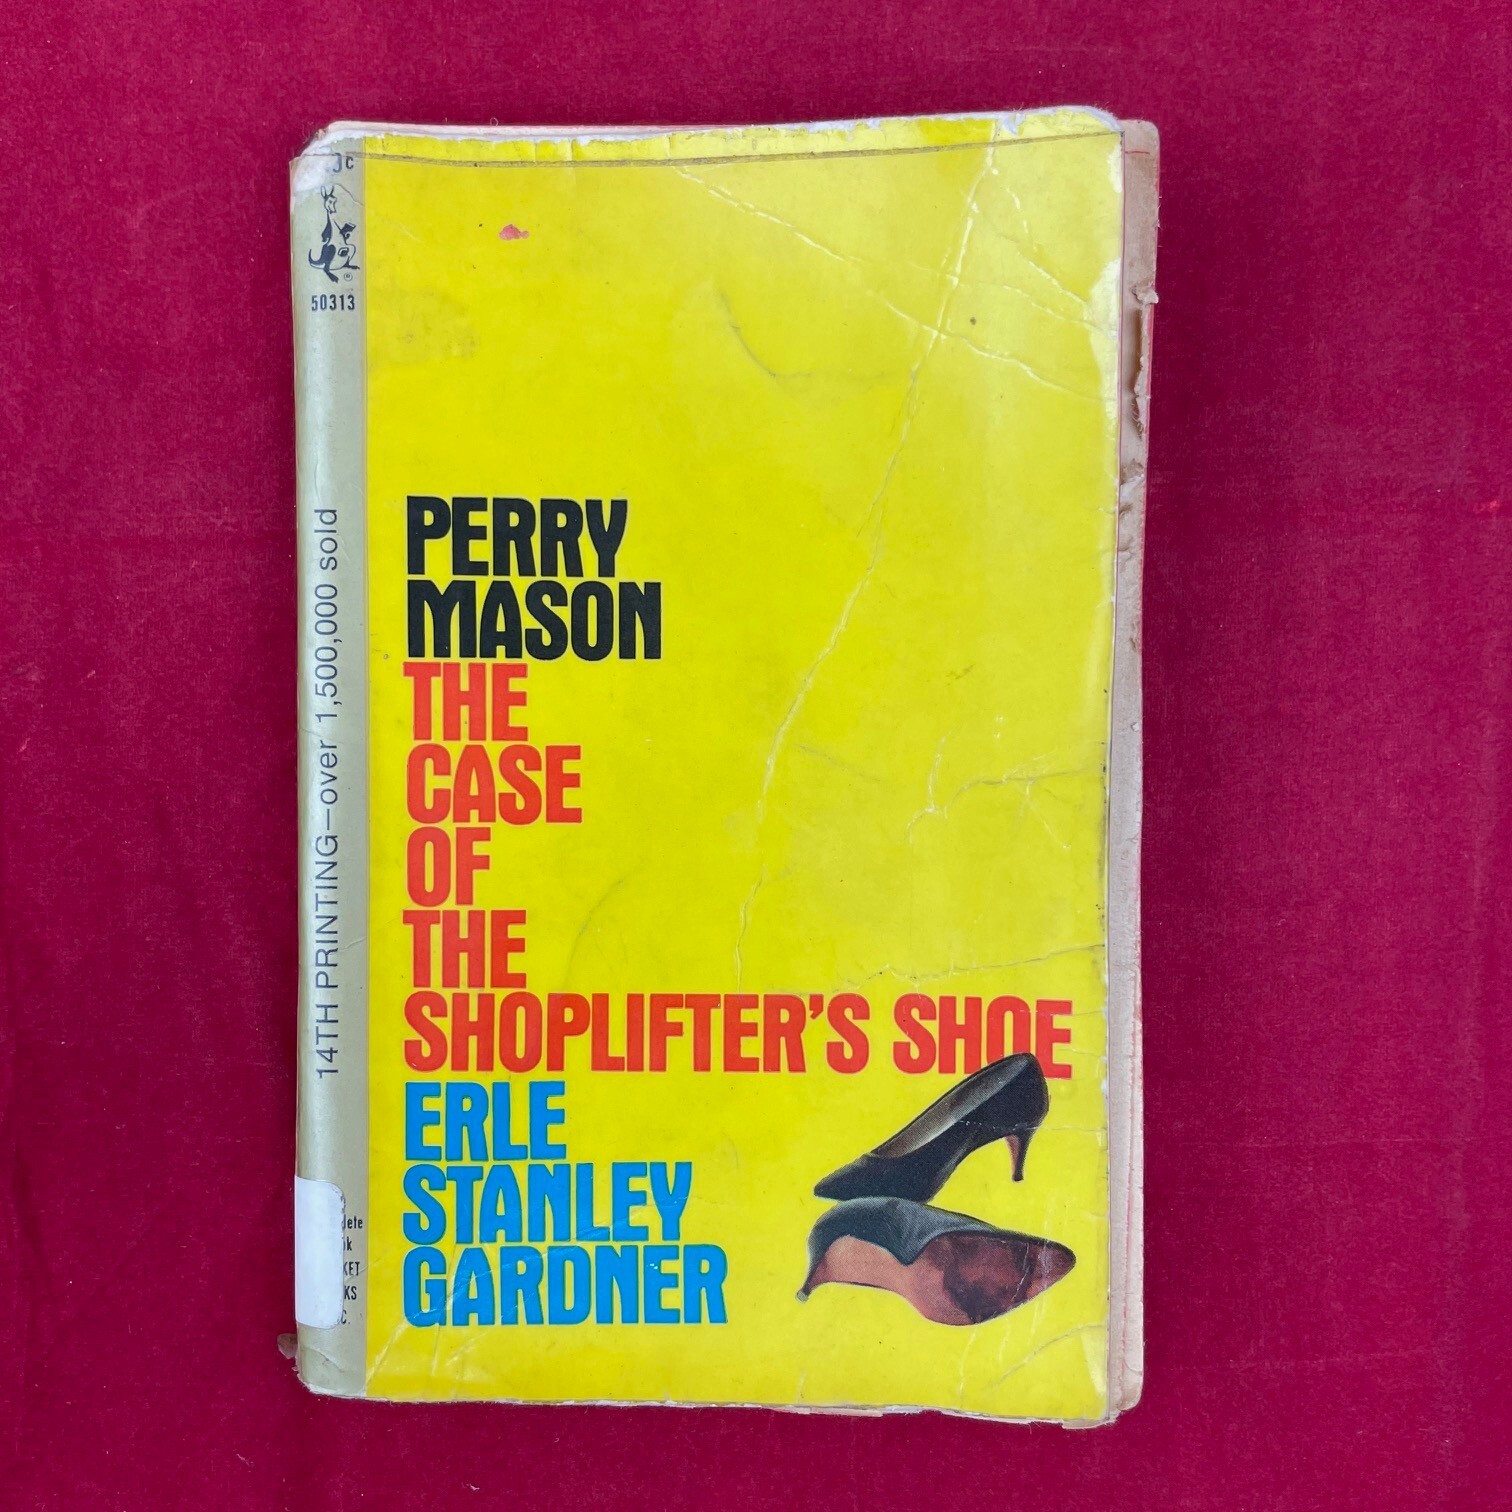 50313
14TH PRINTING—over 1,500,000 sold
PERRY
MASON
THE
CASE
OF
THE
SHOPLIFTER'S SHOE
ERLE
STANLEY
GARDNER